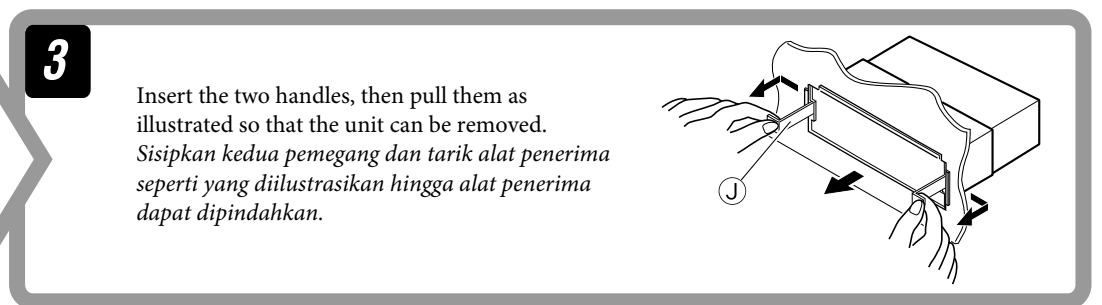 3
Insert the two handles, then pull them as
illustrated so that the unit can be removed.
Sisipkan kedua pemegang dan tarik alat penerima
seperti yang diilustrasikan hingga alat penerima
dapat dipindahkan.
J